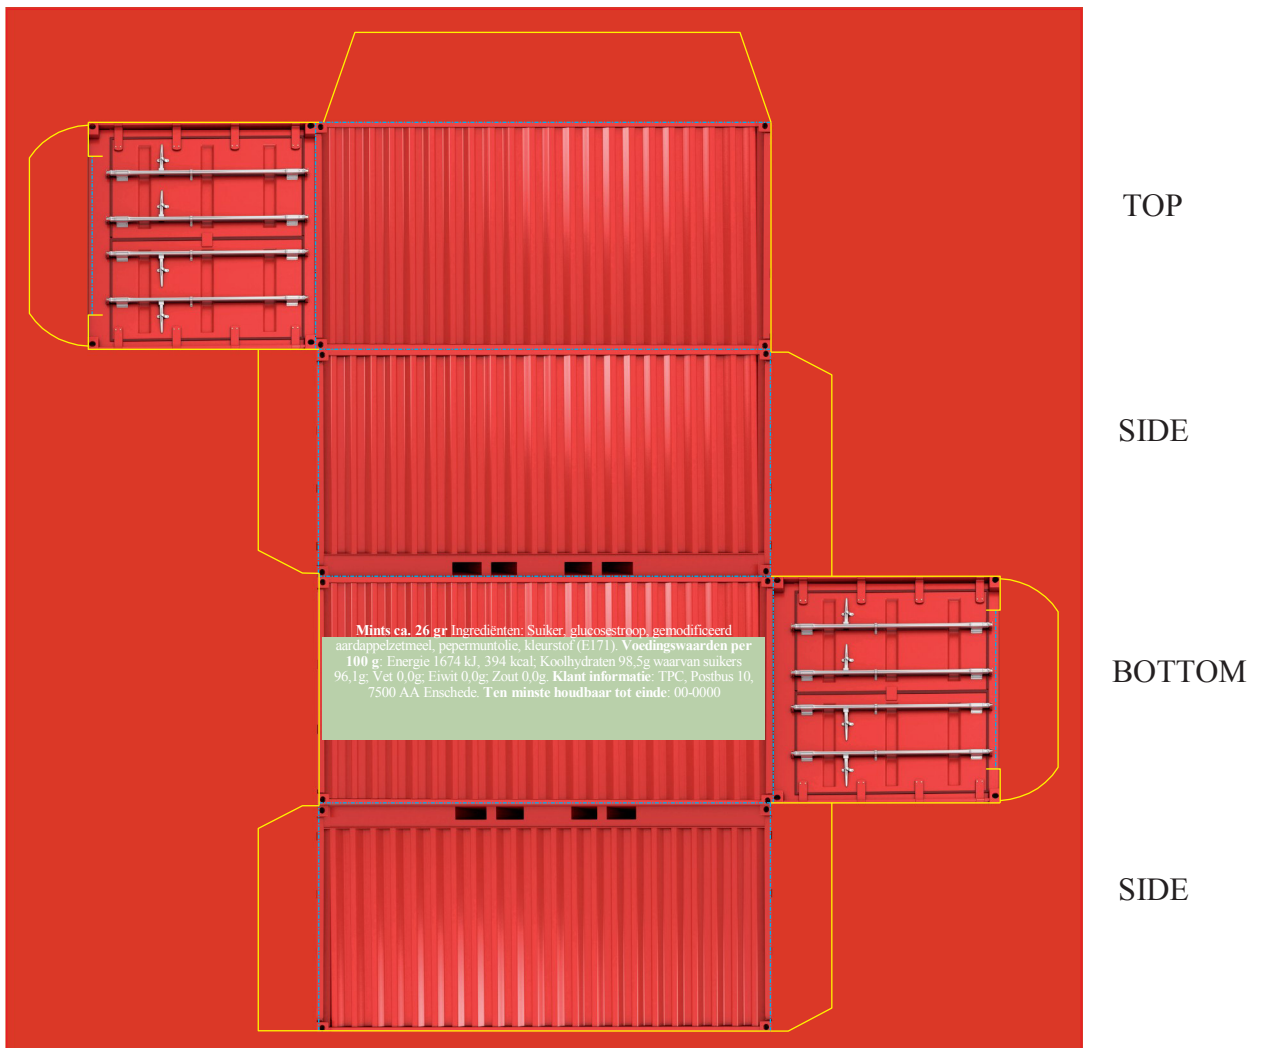 TOP
SIDE
Mints ca. 26 gr Ingrediënten: Suiker, glucosestroop, gemodificeerd
aardappelzetmeel, pepermuntolie, kleurstof (E171). Voedingswaarden per
100 g: Energie 1674 kJ, 394 kcal; Koolhydraten 98,5g waarvan suikers
96,1g; Vet 0,0g; Eiwit 0,0g; Zout 0,0g. Klant informatie: TPC, Postbus 10,
7500 AA Enschede. Ten minste houdbaar tot einde: 00-0000
BOTTOM
SIDE